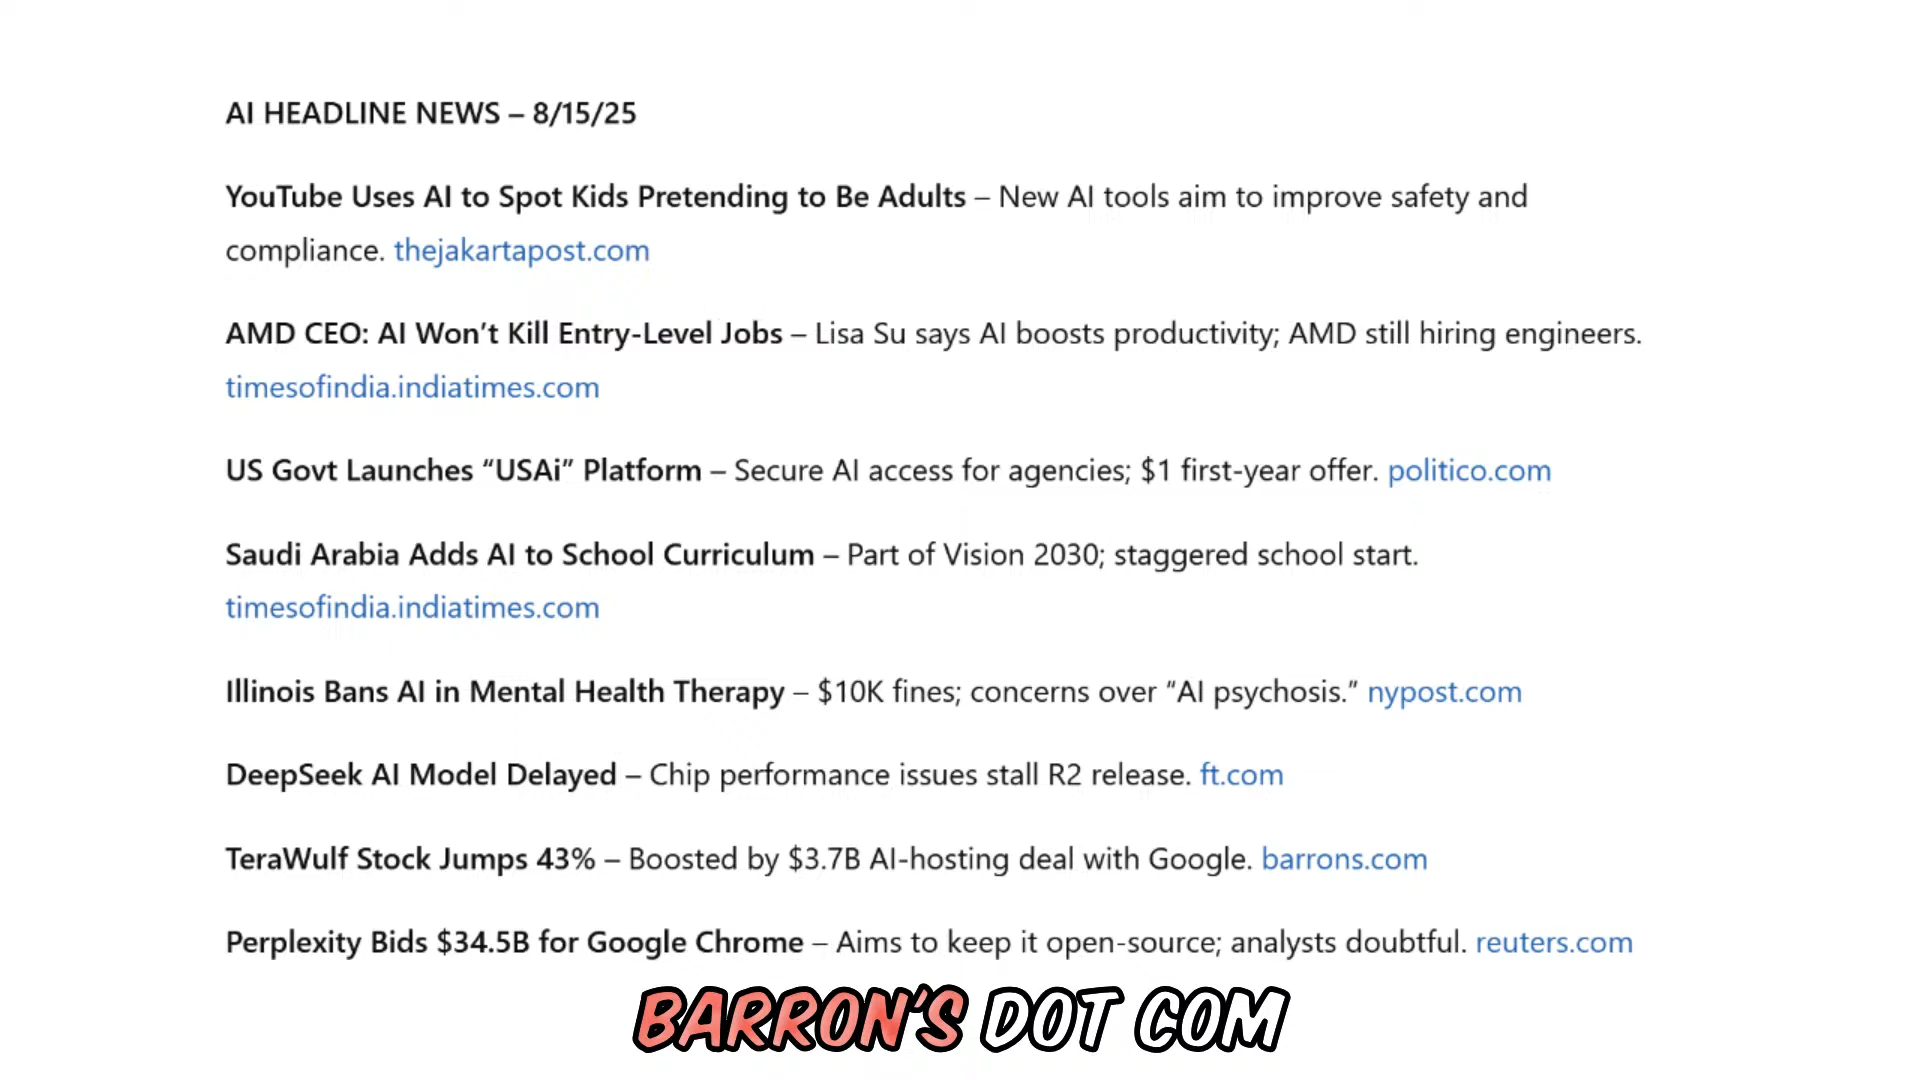 AI HEADLINE NEWS – 8/15/25
YouTube Uses AI to Spot Kids Pretending to Be Adults – New AI tools aim to improve safety and
compliance. thejakartapost.com
AMD CEO: AI Won’t Kill Entry-Level Jobs – Lisa Su says AI boosts productivity; AMD still hiring engineers.
timesofindia.indiatimes.com
US Govt Launches “USAi” Platform – Secure AI access for agencies; $1 first-year offer. politico.com
Saudi Arabia Adds AI to School Curriculum – Part of Vision 2030; staggered school start.
timesofindia.indiatimes.com
Illinois Bans AI in Mental Health Therapy – $10K fines; concerns over “AI psychosis.” nypost.com
DeepSeek AI Model Delayed – Chip performance issues stall R2 release. ft.com
TeraWulf Stock Jumps 43% – Boosted by $3.7B AI-hosting deal with Google. barrons.com
Perplexity Bids $34.5B for Google Chrome – Aims to keep it open-source; analysts doubtful. reuters.com
BARRON'S DOT COM